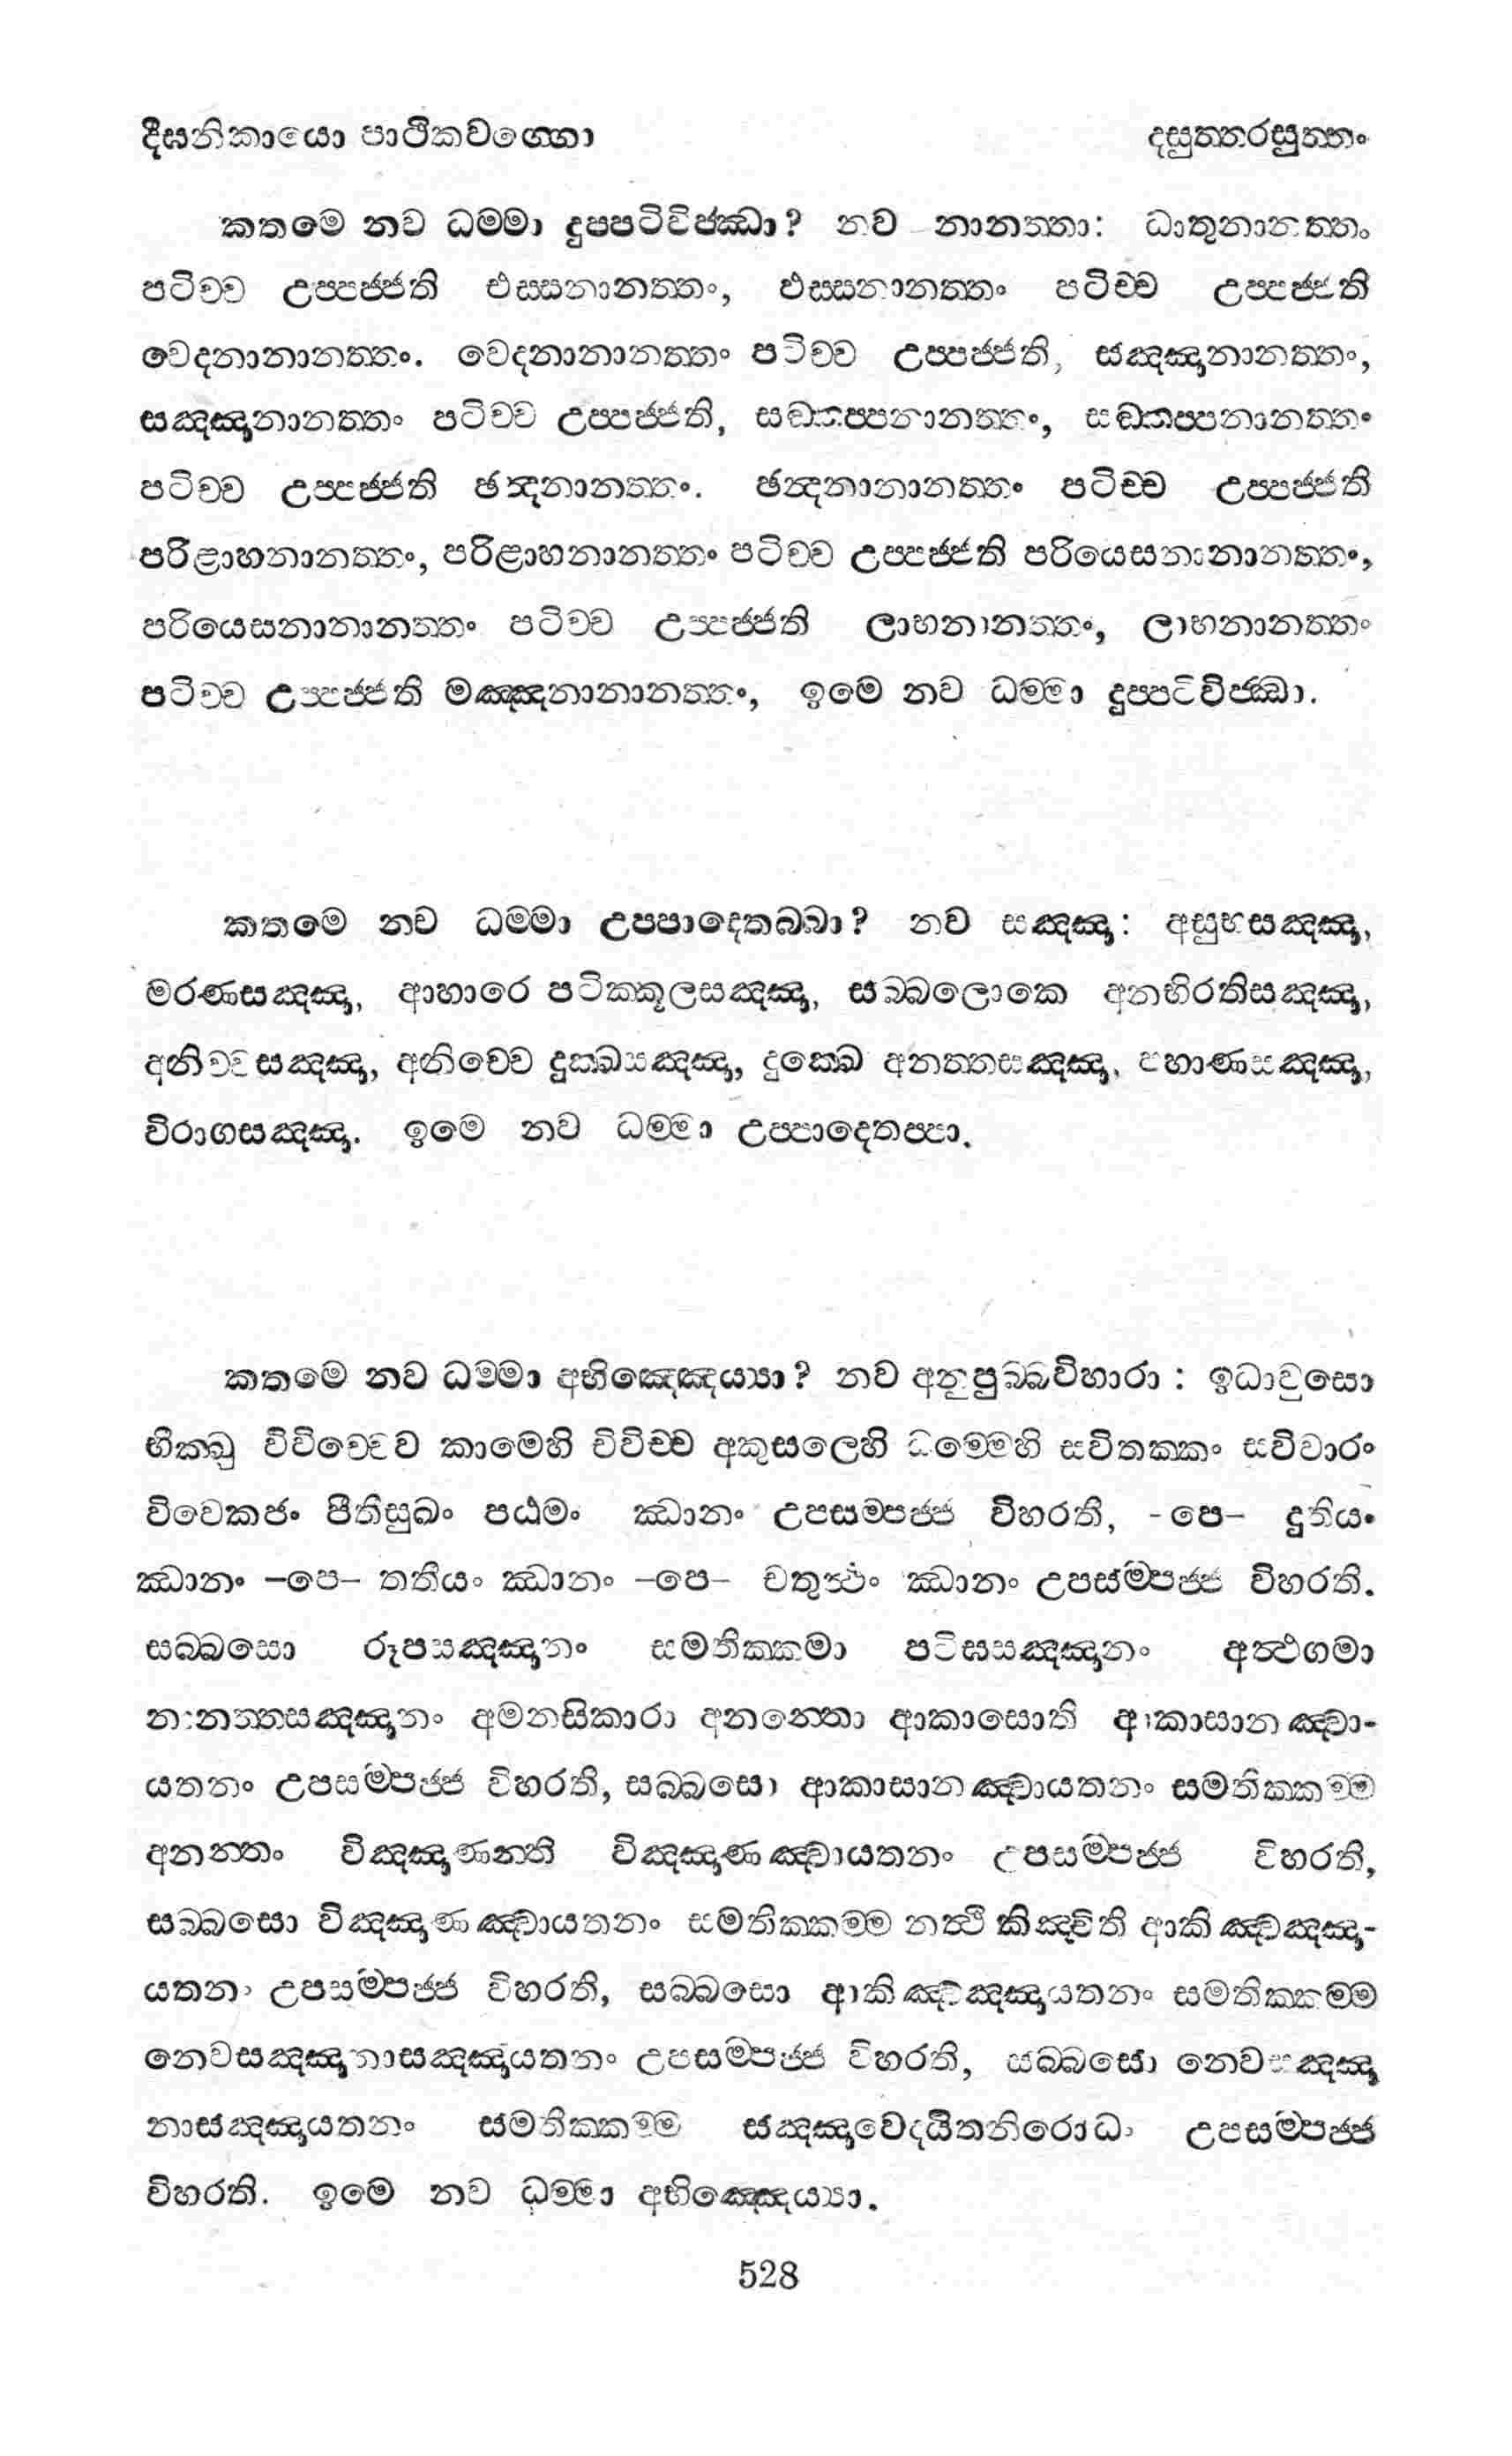 දීඝනිකායො පාථිකවග්ගො දසුත්තරසුත්තං
කතමෙ නව ධම්මා දුප්පටිවිජ්ඣා? නව නානත්තා: ධාතුනානත්තං
පටිච්ච උප්පජ්ජති එස්සනානත්තං, ඵස්සනානත්තං පටිච්ච උප්පජ්ජති
වෙදනානානත්තං. වෙදනානානත්තං පටිච්ච උප්පජ්ජති, සඤ්ඤානානත්තං,
සඤ්ඤානානත්තං පටිච්ච උප්පජ්ජති, සඞ්කප්පනානත්තං, සඞ්කප්පනානත්තං
පටිච්ච උප්පජ්ජති ඡන්දනානත්තං. ඡන්දනානානත්තං පටිච්ච උප්පජ්ජති
පරිළාහනානත්තං, පරිළාහනානත්තං පටිච්ච උප්පජ්ජති පරියෙසනානානත්තං,
පරියෙසනානානත්තං පටිච්ච උප්පජ්ජති ලාභනානත්තං, ලාභනානත්තං
පටිච්ච උප්පජ්ජති මඤ්ඤනානානත්තං, ඉමෙ නව ධම්මා දුප්පටිවිජ්ඣා.
කතමෙ නව ධම්මා උප්පාදෙතබ්බා? නව සඤ්ඤා: අසුභසඤ්ඤා,
මරණසඤ්ඤා, ආහාරෙ පටික්කූලසඤ්ඤා, සබ්බලොකෙ අනභිරතිසඤ්ඤා,
අනිච්චසඤ්ඤා, අනිච්චෙ දුක්ඛසඤ්ඤා, දුක්ඛෙ අනත්තසඤ්ඤා, පහාණසඤ්ඤා,
විරාගසඤ්ඤා. ඉමෙ නව ධම්මා උප්පාදෙතප්පා.
කතමෙ නව ධම්මා අභිඤ්ඤෙය්‍යා? නව අනුපුබ්බවිහාරා : ඉධාවුසො
භික්ඛු විවිච්චෙව කාමෙහි විවිච්ච අකුසලෙහි ධම්මෙහි සවිතක්කං සවිචාරං
විවෙකජං පීතිසුඛං පඨමං ඣානං උපසම්පජ්ජ විහරති, -පෙ- දුතියං
ඣානං -පෙ- තතියං ඣානං -පෙ- චතුත්ථං ඣානං උපසම්පජ්ජ විහරති.
සබ්බසො රූපසඤ්ඤානං සමතික්කමා පටිඝසඤ්ඤානං අත්ථගමා
නානත්තසඤ්ඤානං අමනසිකාරා අනන්තො ආකාසොති ආකාසානඤ්චා-
යතනං උපසම්පජ්ජ විහරති, සබ්බසො ආකාසානඤ්චායතනං සමතික්කම්ම
අනන්තං විඤ්ඤාණන්ති විඤ්ඤාණඤ්චායතනං උපසම්පජ්ජ විහරති,
සබ්බසො විඤ්ඤාණඤ්චායතනං සමතික්කම්ම නත්ථි කිඤ්චිති ආකිඤ්චඤ්ඤා-
යතනං උපසම්පජ්ජ විහරති, සබ්බසො ආකිඤ්චඤ්ඤායතනං සමතික්කම්ම
නෙවසඤ්ඤානාසඤ්ඤායතනං උපසම්පජ්ජ විහරති, සබ්බසො නෙවසඤ්ඤා
නාසඤ්ඤායතනං සමතික්කම්ම සඤ්ඤාවෙදයිතනිරොධං උපසම්පජ්ජ
විහරති. ඉමෙ නව ධම්මා අභිඤ්ඤෙය්‍යා.
528